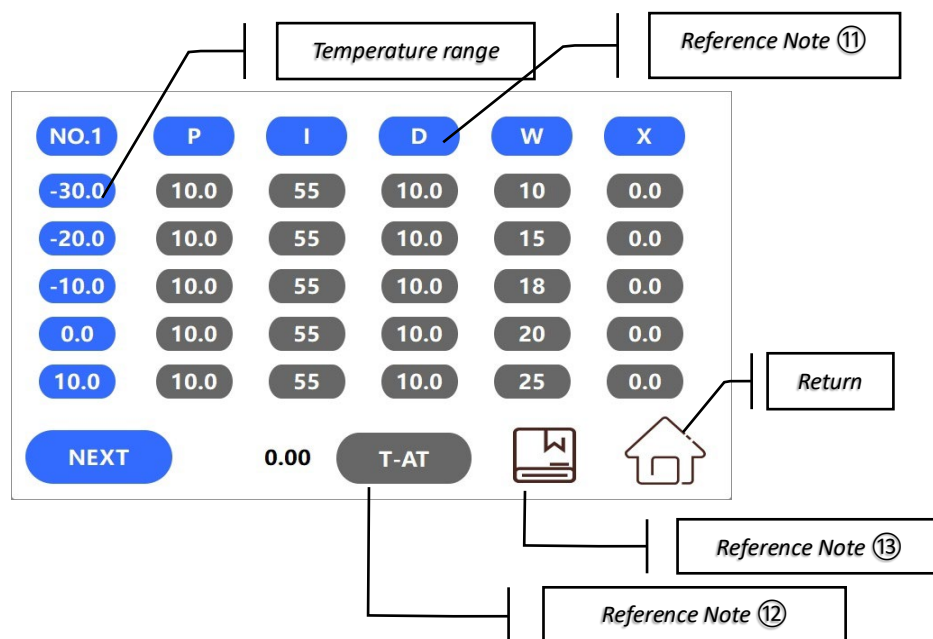 Temperature range
Reference Note ⑪
NO.1 P I D W X
-30.0 10.0 55 10.0 10 0.0
-20.0 10.0 55 10.0 15 0.0
-10.0 10.0 55 10.0 18 0.0
0.0 10.0 55 10.0 20 0.0
10.0 10.0 55 10.0 25 0.0
Return
NEXT 0.00 T-AT
Reference Note ⑬
Reference Note ⑫